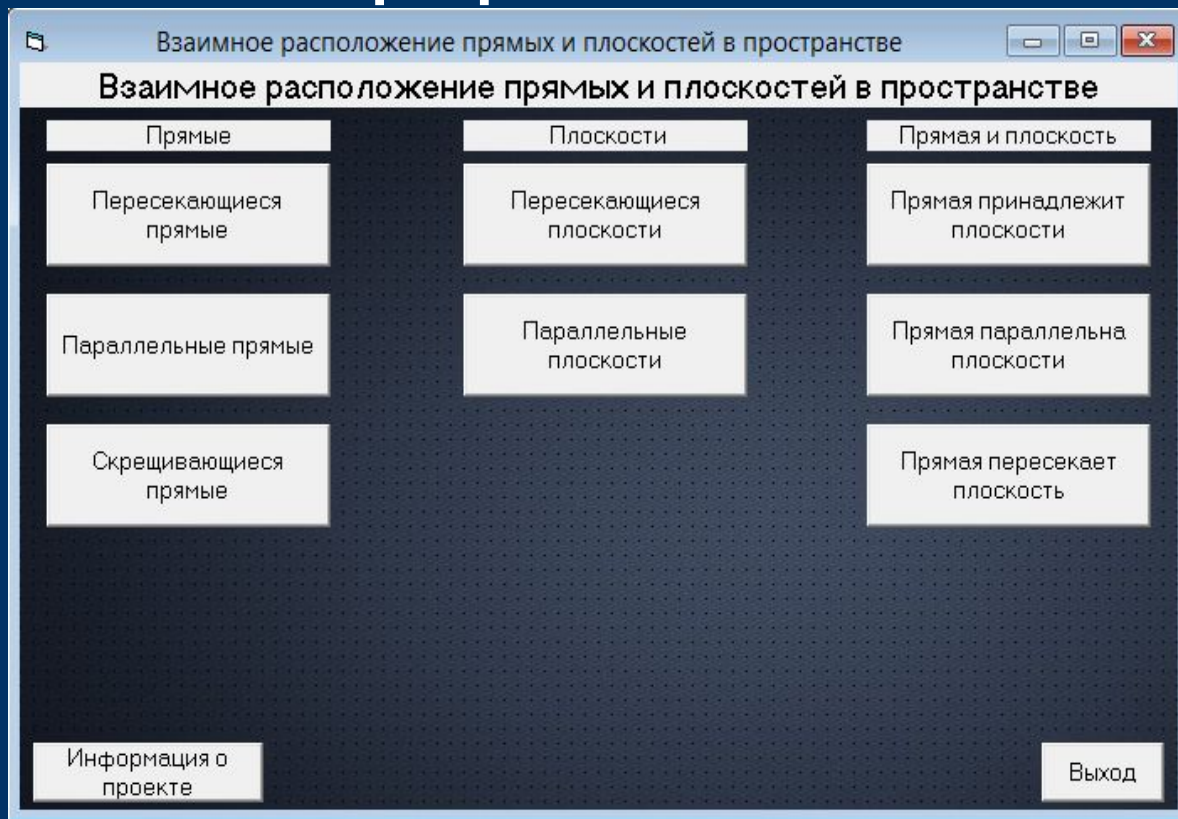 Взаимное расположение прямых и плоскостей в пространстве
Взаимное расположение прямых и плоскостей в пространстве
Прямые
Пересекающиеся
прямые
Параллельные прямые
Скрещивающиеся
прямые
Плоскости
Пересекающиеся
плоскости
Параллельные
плоскости
Прямая и плоскость
Прямая принадлежит
плоскости
Прямая параллельна
плоскости
Прямая пересекает
плоскость
Информация о
проекте
Выход